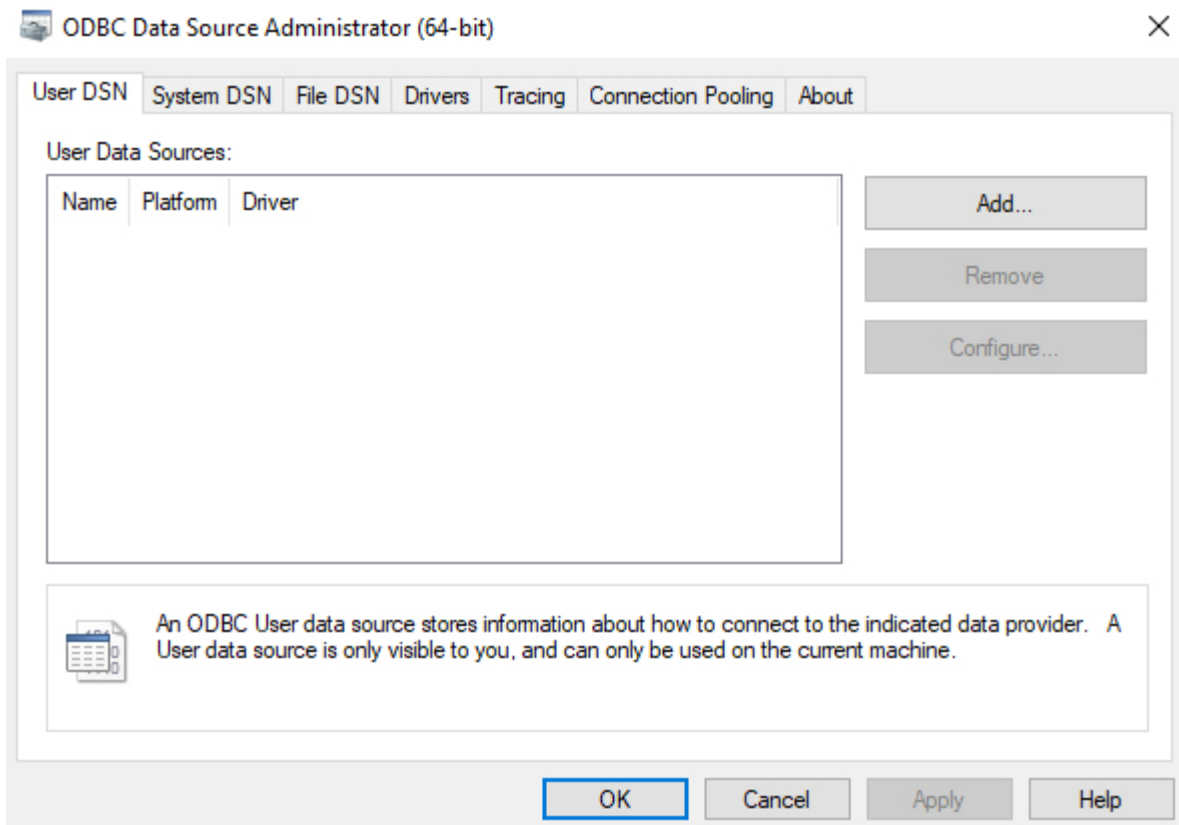 ODBC Data Source Administrator (64-bit)
User DSN System DSN File DSN Drivers Tracing Connection Pooling About
User Data Sources:
Name Platform Driver
Add...
Remove
Configure...
An ODBC User data source stores information about how to connect to the indicated data provider. A
User data source is only visible to you, and can only be used on the current machine.
OK Cancel Apply Help